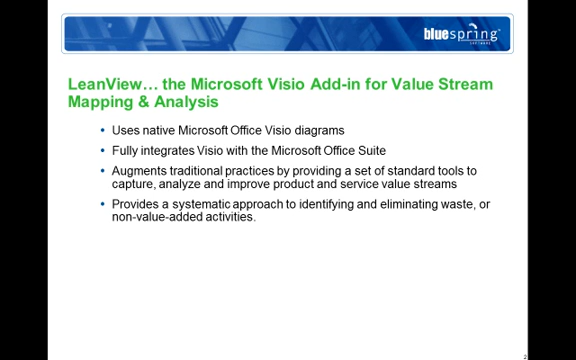 bluespring
SOFTWARE
LeanView… the Microsoft Visio Add-in for Value Stream
Mapping & Analysis
• Uses native Microsoft Office Visio diagrams
• Fully integrates Visio with the Microsoft Office Suite
• Augments traditional practices by providing a set of standard tools to
capture, analyze and improve product and service value streams
• Provides a systematic approach to identifying and eliminating waste, or
non-value-added activities.
2